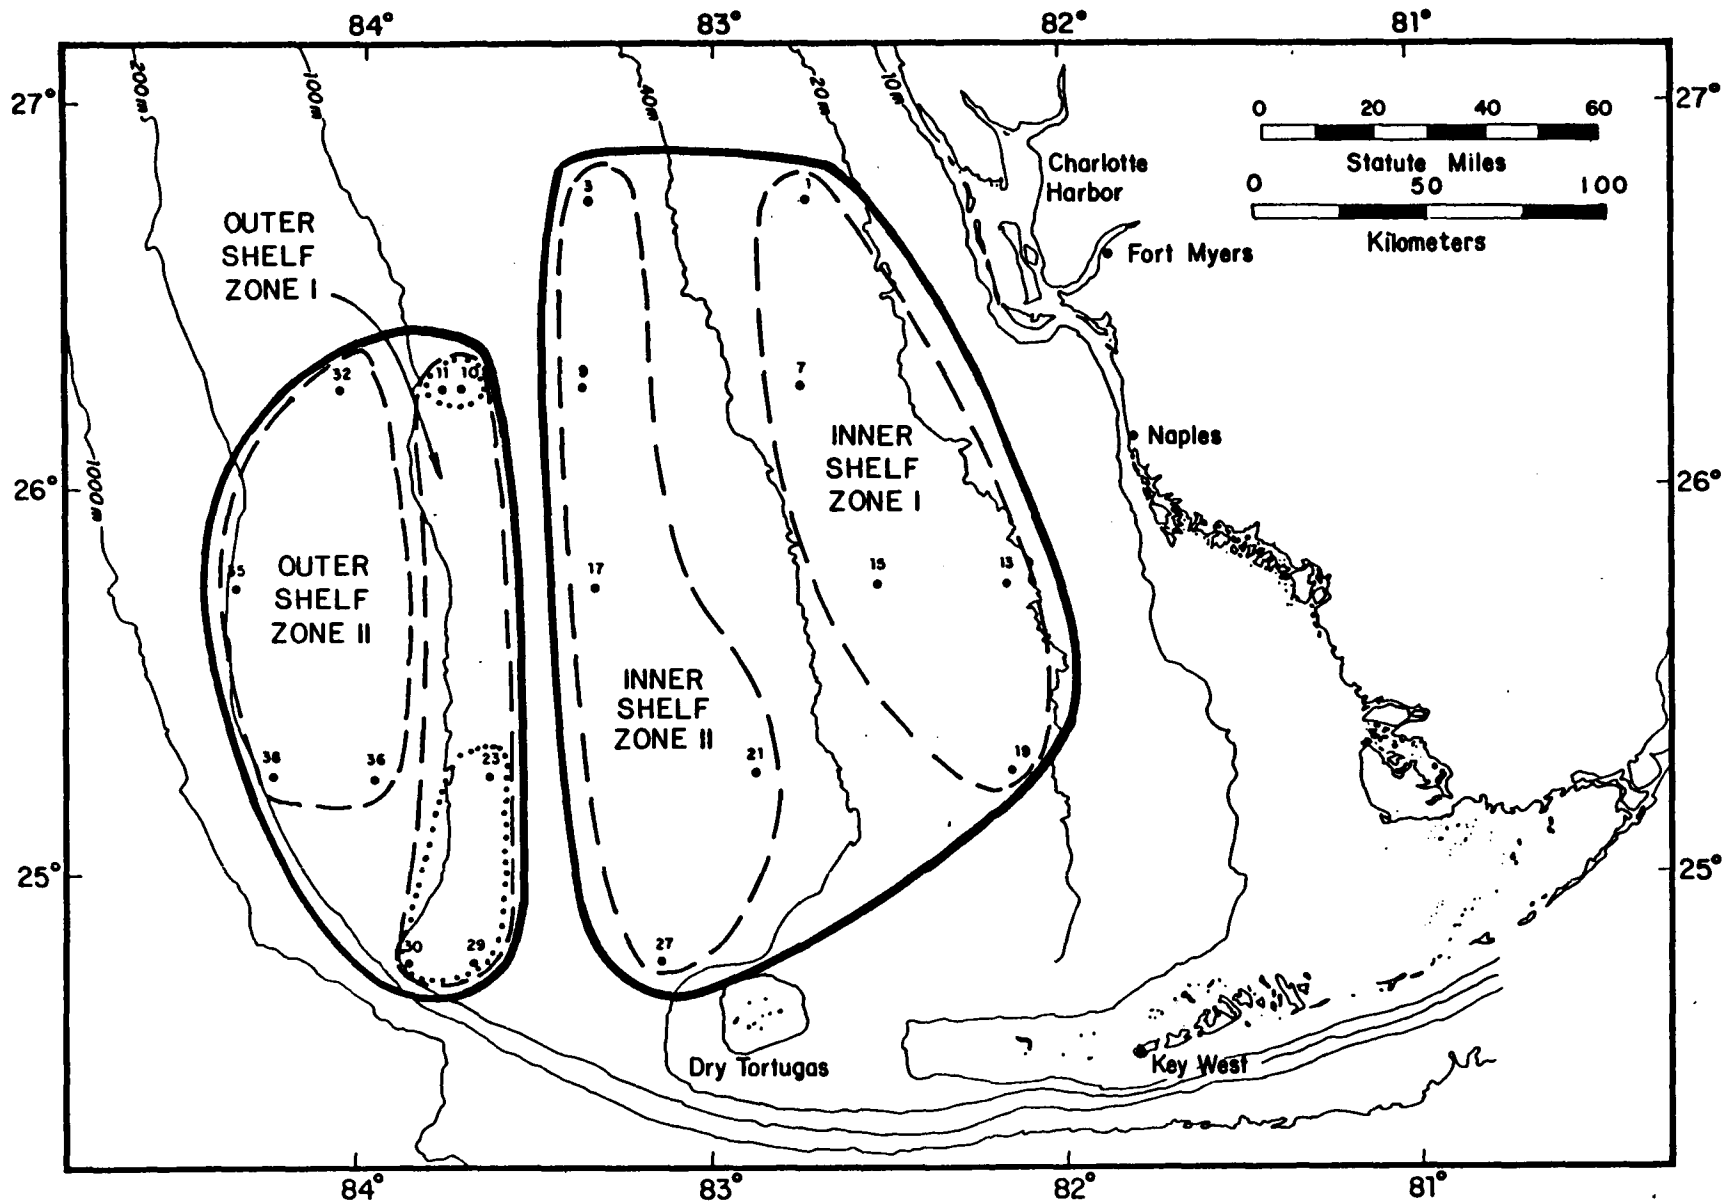 84°
83°
82°
81°
200m
100m
40m
20m
10m
27°
27°
0 20 40 60
Statute Miles
0 50 100
Kilometers
Charlotte
Harbor
3
1
OUTER
SHELF
ZONE I
Fort Myers
32
11
10
9
7
INNER
SHELF
ZONE I
Naples
1000m
26°
26°
OUTER
SHELF
ZONE II
17
15
13
INNER
SHELF
ZONE II
38
36
23
21
19
25°
25°
30
29
27
Dry Tortugas
Key West
84°
83°
82°
81°